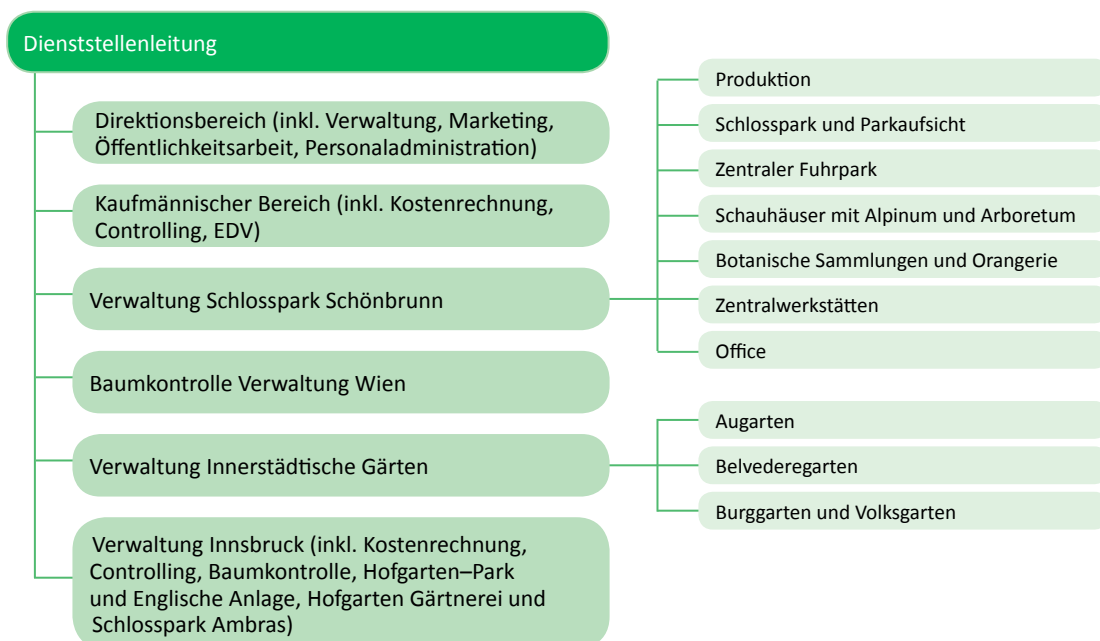 Dienststellenleitung
Direktionsbereich (inkl. Verwaltung, Marketing,
Öffentlichkeitsarbeit, Personaladministration)
Kaufmännischer Bereich (inkl. Kostenrechnung,
Controlling, EDV)
Verwaltung Schlosspark Schönbrunn
Produktion
Schlosspark und Parkaufsicht
Zentraler Fuhrpark
Schauhäuser mit Alpinum und Arboretum
Botanische Sammlungen und Orangerie
Zentralwerkstätten
Office
Baumkontrolle Verwaltung Wien
Verwaltung Innerstädtische Gärten
Augarten
Belvederegarten
Burggarten und Volksgarten
Verwaltung Innsbruck (inkl. Kostenrechnung,
Controlling, Baumkontrolle, Hofgarten–Park
und Englische Anlage, Hofgarten Gärtnerei und
Schlosspark Ambras)